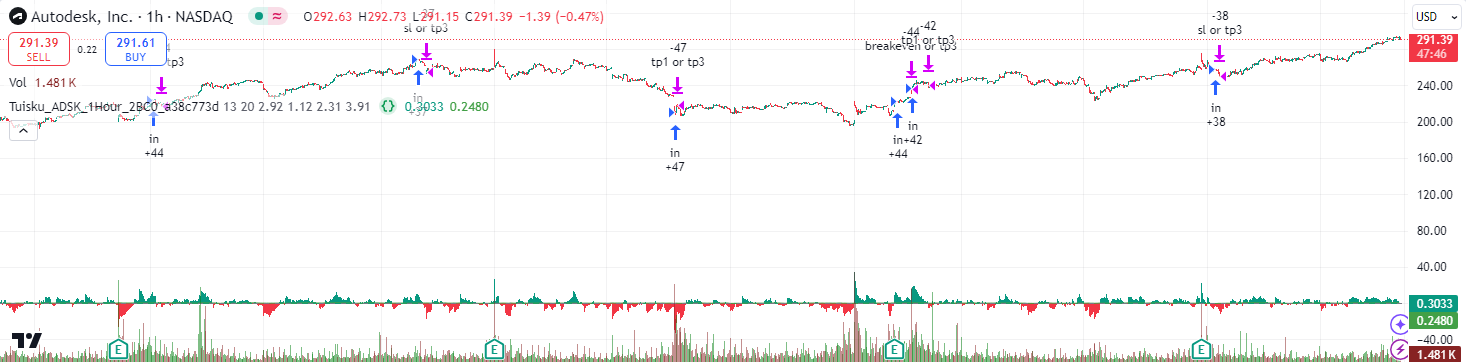 Autodesk, Inc. · 1h · NASDAQ
O292.63 H292.73 L291.15 C291.39 −1.39 (−0.47%)
USD
291.39
SELL
0.22
291.61
BUY
Vol 1.481 K
Tuisku_ADSK_1Hour_2BCO_a38c773d 13 20 2.92 1.12 2.31 3.91 0.3033 0.2480
tp3
in
+44
-37
sl or tp3
in
+37
-47
tp1 or tp3
in
+47
-44
breakeven or tp3
-42
tp1 or tp3
in
+44
in
+42
-38
sl or tp3
in
+38
291.39
47:46
240.00
200.00
160.00
120.00
80.00
40.00
0.3033
0.2480
−40.00
1.481 K
E
E
E
E